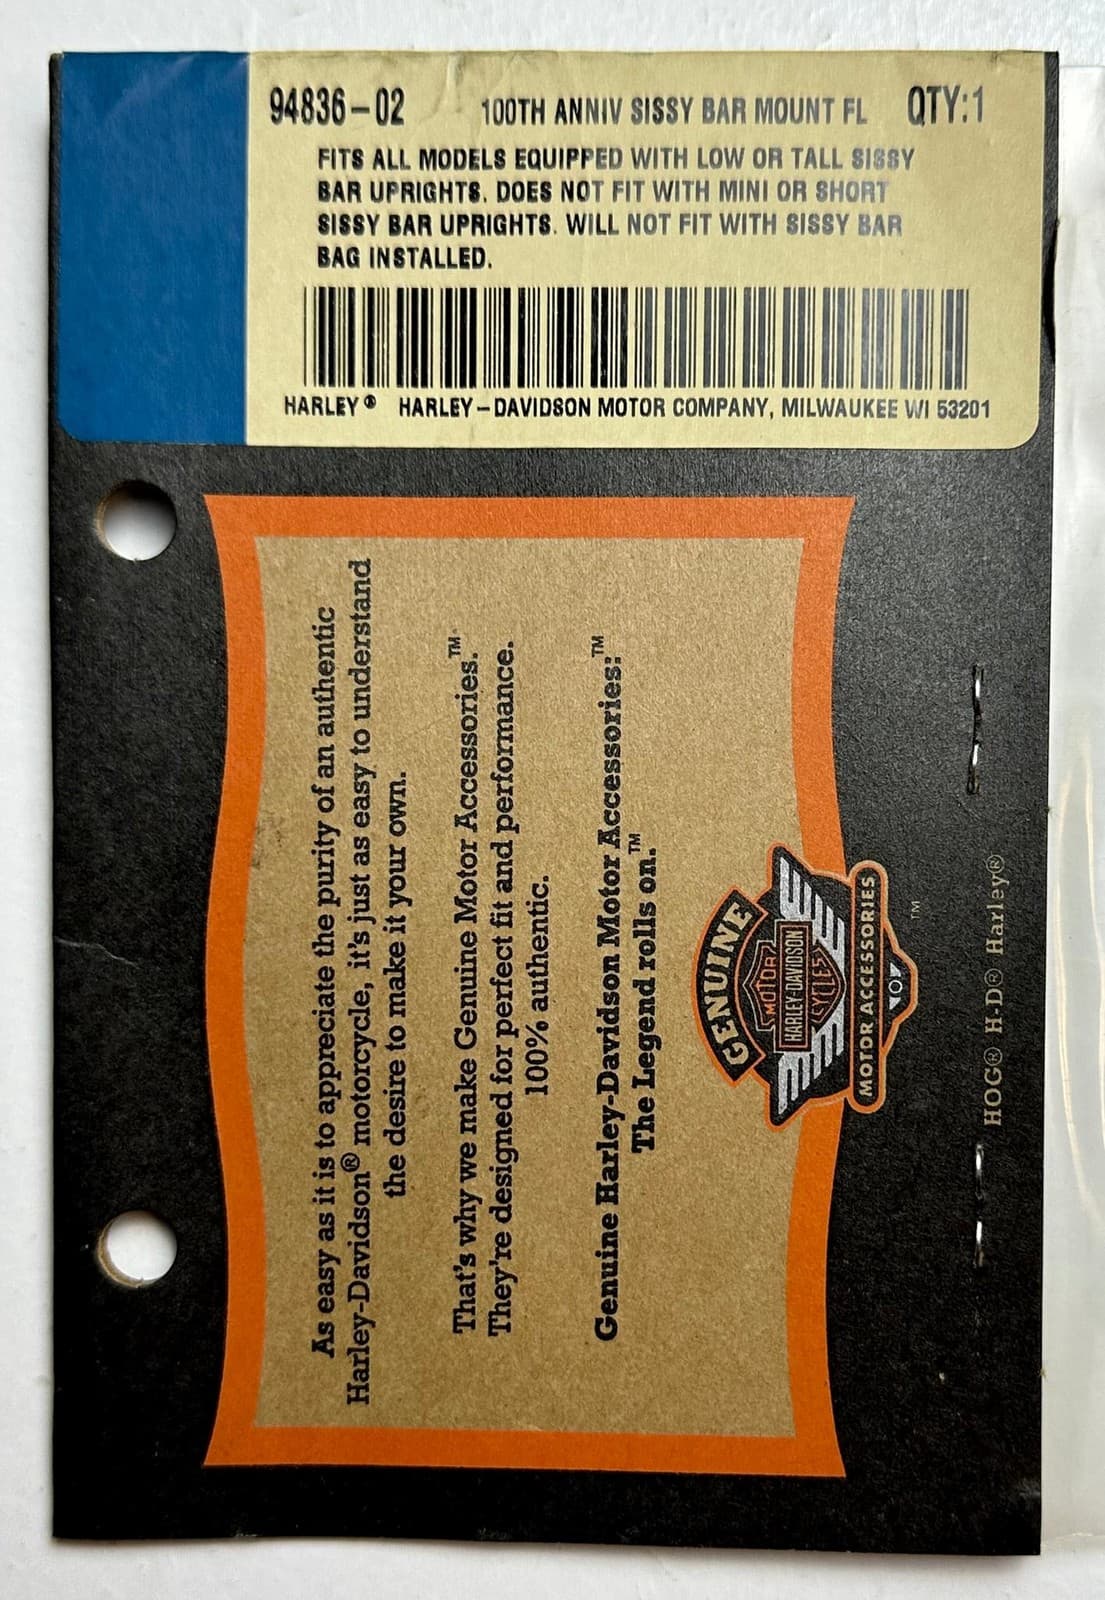 94836-02 100TH ANNIV SISSY BAR MOUNT FL QTY:1
FITS ALL MODELS EQUIPPED WITH LOW OR TALL SISSY
BAR UPRIGHTS. DOES NOT FIT WITH MINI OR SHORT
SISSY BAR UPRIGHTS. WILL NOT FIT WITH SISSY BAR
BAG INSTALLED.
HARLEY® HARLEY-DAVIDSON MOTOR COMPANY, MILWAUKEE WI 53201
As easy as it is to appreciate the purity of an authentic
Harley-Davidson® motorcycle, it's just as easy to understand
the desire to make it your own.
That's why we make Genuine Motor Accessories.™
They're designed for perfect fit and performance.
100% authentic.
Genuine Harley-Davidson Motor Accessories:™
The Legend rolls on.™
GENUINE
MOTOR
HARLEY-DAVIDSON
CYCLES
MOTOR ACCESSORIES
™
HOG® H-D® Harley®